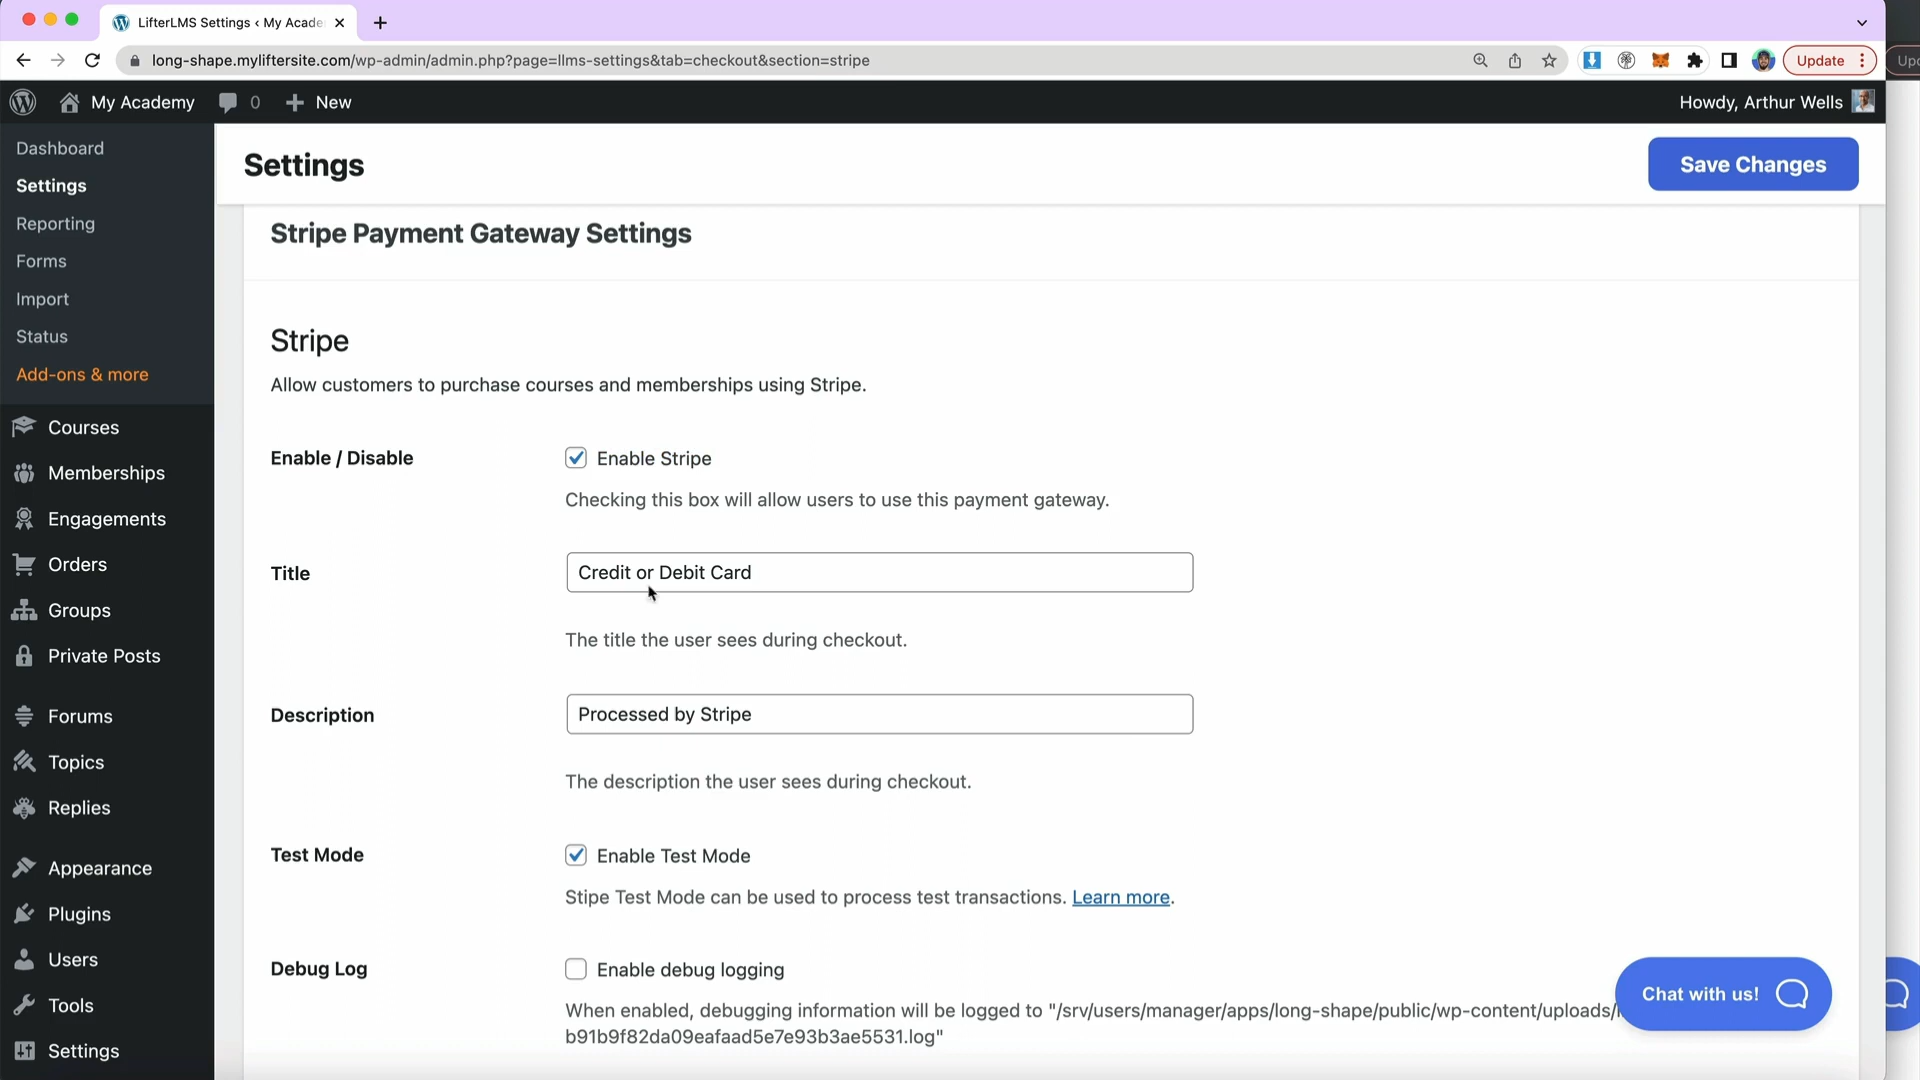 LifterLMS Settings ‹ My Acade
long-shape.myliftersite.com/wp-admin/admin.php?page=llms-settings&tab=checkout&section=stripe
Update
My Academy
0
New
Howdy, Arthur Wells
Dashboard
Settings
Reporting
Forms
Import
Status
Add-ons & more
Courses
Memberships
Engagements
Orders
Groups
Private Posts
Forums
Topics
Replies
Appearance
Plugins
Users
Tools
Settings
Settings
Save Changes
Stripe Payment Gateway Settings
Stripe
Allow customers to purchase courses and memberships using Stripe.
Enable / Disable
Enable Stripe
Checking this box will allow users to use this payment gateway.
Title
Credit or Debit Card
The title the user sees during checkout.
Description
Processed by Stripe
The description the user sees during checkout.
Test Mode
Enable Test Mode
Stipe Test Mode can be used to process test transactions. Learn more.
Debug Log
Enable debug logging
When enabled, debugging information will be logged to "/srv/users/manager/apps/long-shape/public/wp-content/uploads/
b91b9f82da09eafaad5e7e93b3ae5531.log"
Chat with us!